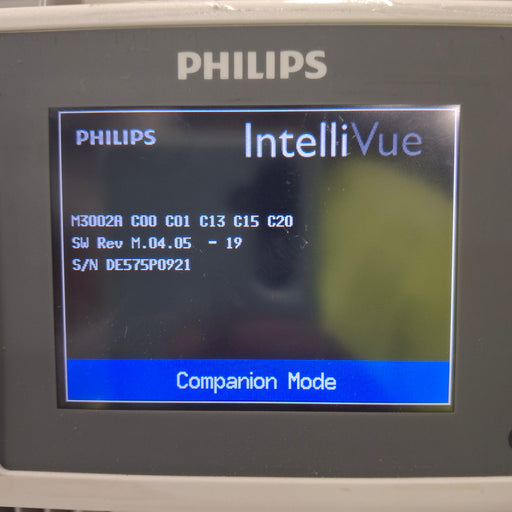 PHILIPS
PHILIPS IntelliVue
M3002A C00 C01 C13 C15 C20
SW Rev M.04.05 - 19
S/N DE575P0921
Companion Mode